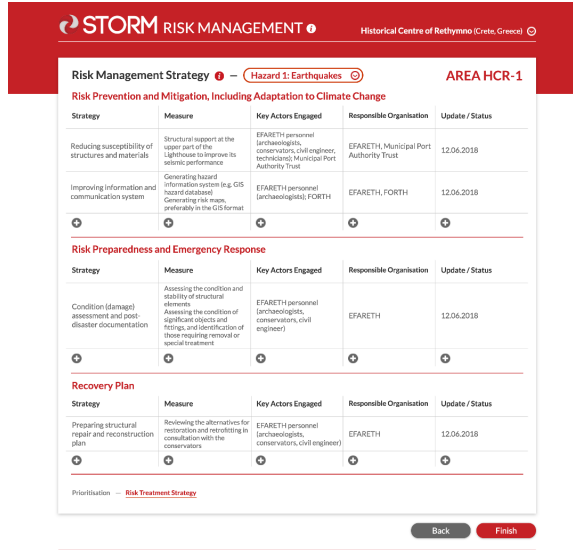 STORM RISK MANAGEMENT i
Historical Centre of Rethymno (Crete, Greece)
Risk Management Strategy i – Hazard 1: Earthquakes
AREA HCR-1
Risk Prevention and Mitigation, Including Adaptation to Climate Change
Strategy Measure Key Actors Engaged Responsible Organisation Update / Status
Reducing susceptibility of
structures and materials
Structural support at the
upper part of the
Lighthouse to improve its
seismic performance
EFARETH personnel
(archaeologists,
conservators, civil engineer,
technicians); Municipal Port
Authority Trust
EFARETH, Municipal Port
Authority Trust
12.06.2018
Improving information and
communication system
Generating hazard
information system (e.g. GIS
hazard database)
Generating risk maps,
preferably in the GIS format
EFARETH personnel
(archaeologists); FORTH
EFARETH, FORTH
12.06.2018
Risk Preparedness and Emergency Response
Strategy Measure Key Actors Engaged Responsible Organisation Update / Status
Condition (damage)
assessment and post-
disaster documentation
Assessing the condition and
stability of structural
elements
Assessing the condition of
significant objects and
fittings, and identification of
those requiring removal or
special treatment
EFARETH personnel
(archaeologists,
conservators, civil
engineer)
EFARETH
12.06.2018
Recovery Plan
Strategy Measure Key Actors Engaged Responsible Organisation Update / Status
Preparing structural
repair and reconstruction
plan
Reviewing the alternatives for
restoration and retrofitting in
consultation with the
conservators
EFARETH personnel
(archaeologists,
conservators, civil engineer)
EFARETH
12.06.2018
Prioritisation – Risk Treatment Strategy
Back Finish